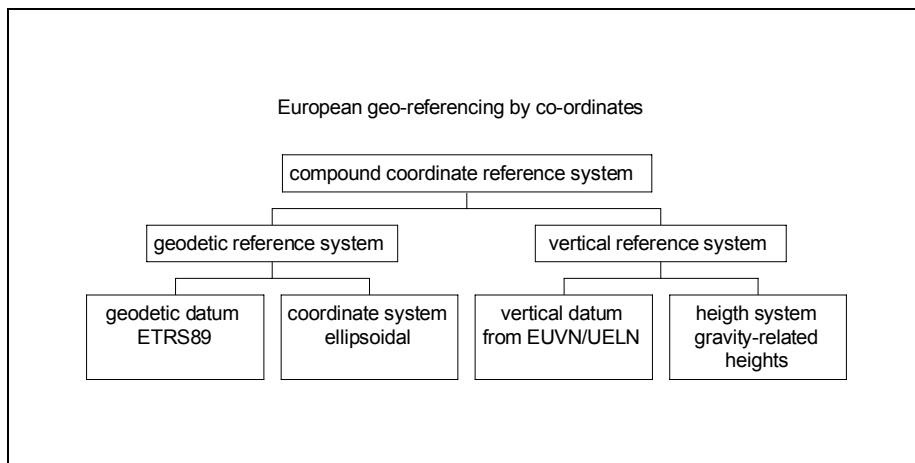 European geo-referencing by co-ordinates
compound coordinate reference system
geodetic reference system
vertical reference system
geodetic datum
ETRS89
coordinate system
ellipsoidal
vertical datum
from EUVN/UELN
heigth system
gravity-related
heights